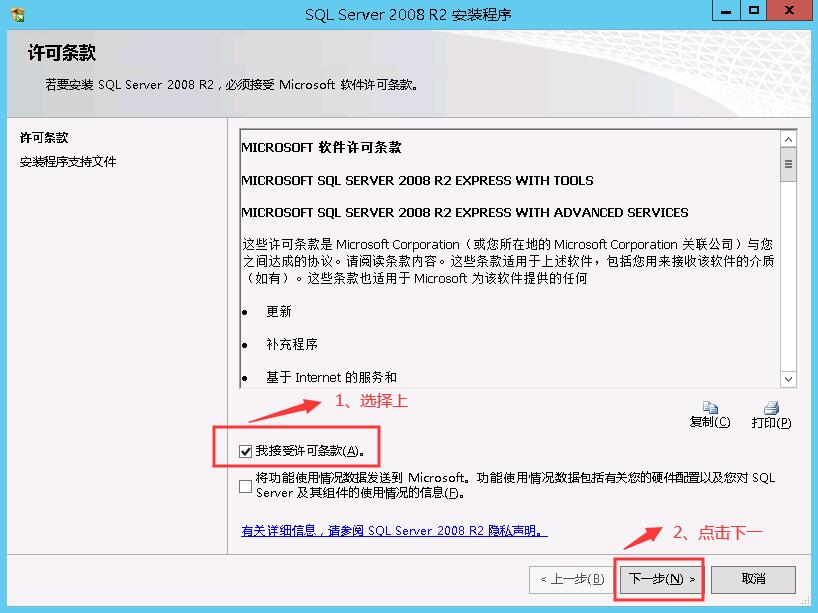 SQL Server 2008 R2 安装程序
许可条款
若要安装 SQL Server 2008 R2，必须接受 Microsoft 软件许可条款。
许可条款
安装程序支持文件
MICROSOFT 软件许可条款
MICROSOFT SQL SERVER 2008 R2 EXPRESS WITH TOOLS
MICROSOFT SQL SERVER 2008 R2 EXPRESS WITH ADVANCED SERVICES
这些许可条款是 Microsoft Corporation（或您所在地的 Microsoft Corporation 关联公司）与您
之间达成的协议。请阅读条款内容。这些条款适用于上述软件，包括您用来接收该软件的介质
（如有）。这些条款也适用于 Microsoft 为该软件提供的任何
• 更新
• 补充程序
• 基于 Internet 的服务和
1、选择上
复制(C) 打印(P)
我接受许可条款(A)。
将功能使用情况数据发送到 Microsoft。功能使用情况数据包括有关您的硬件配置以及您对 SQL
Server 及其组件的使用情况的信息(F)。
有关详细信息，请参阅 SQL Server 2008 R2 隐私声明。
2、点击下一
< 上一步(B) 下一步(N) > 取消